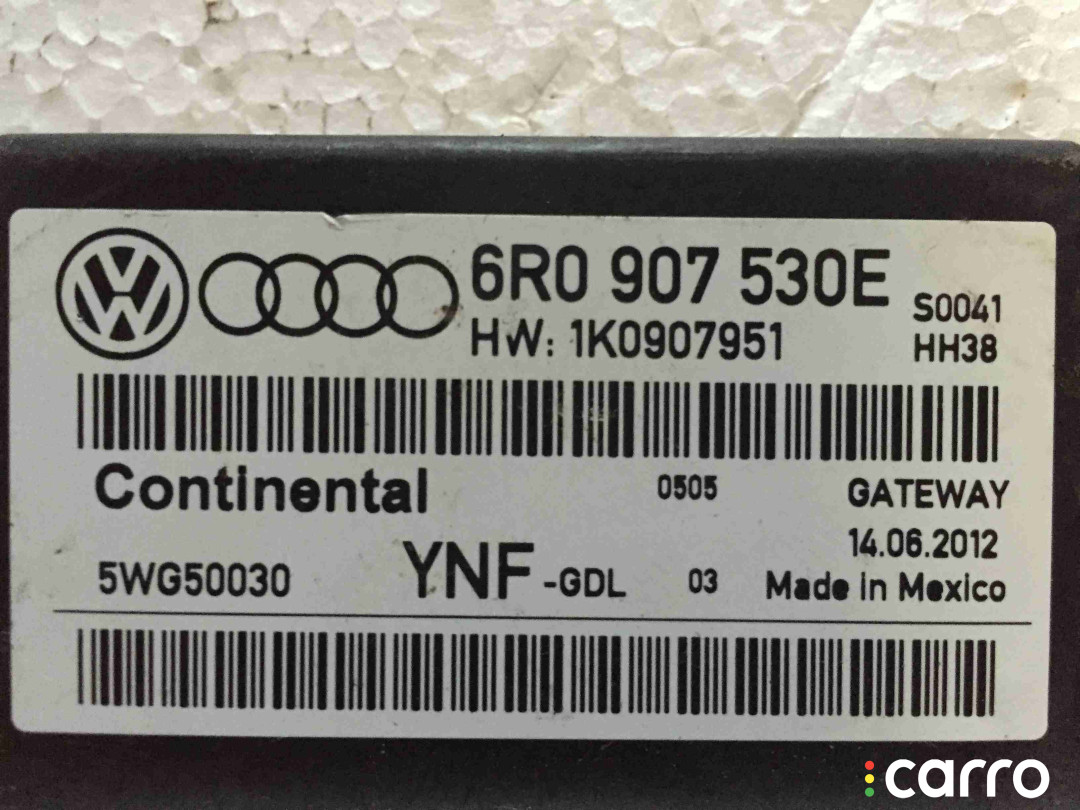 6R0 907 530E
S0041
HW: 1K0907951
HH38
Continental
0505
GATEWAY
14.06.2012
5WG50030
YNF-GDL
03
Made in Mexico
carro